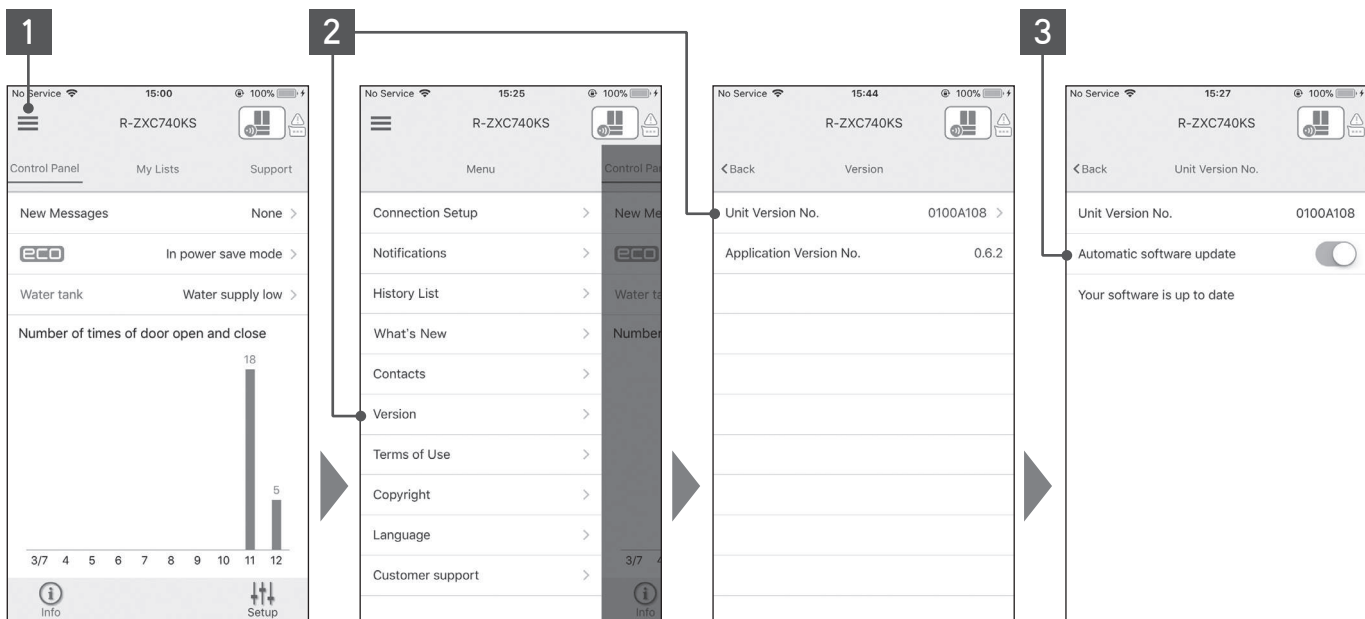 1
2
3
No Service 15:00 100%
R-ZXC740KS
Control Panel My Lists Support
New Messages None
eco In power save mode
Water tank Water supply low
Number of times of door open and close
18
5
3/7 4 5 6 7 8 9 10 11 12
Info Setup
No Service 15:25 100%
R-ZXC740KS
Menu Control Pa
Connection Setup New Me
Notifications eco
History List Water ta
What's New Number
Contacts
Version
Terms of Use
Copyright
Language
Customer support 3/7 4
Info
No Service 15:44 100%
R-ZXC740KS
Back Version
Unit Version No. 0100A108
Application Version No. 0.6.2
No Service 15:27 100%
R-ZXC740KS
Back Unit Version No.
Unit Version No. 0100A108
Automatic software update
Your software is up to date